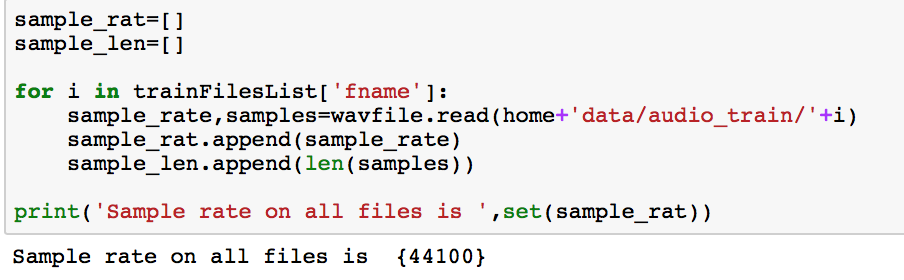 sample_rat=[]
sample_len=[]
for i in trainFilesList['fname']:
    sample_rate,samples=wavfile.read(home+'data/audio_train/'+i)
    sample_rat.append(sample_rate)
    sample_len.append(len(samples))
print('Sample rate on all files is ',set(sample_rat))
Sample rate on all files is  {44100}